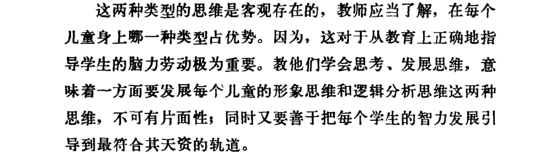 这两种类型的思维是客观存在的，教师应当了解，在每个
儿童身上哪一种类型占优势。因为，这对于从教育上正确地指
导学生的脑力劳动极为重要。教他们学会思考、发展思维，意
味着一方面要发展每个儿童的形象思维和逻辑分析思维这两种
思维，不可有片面性；同时又要善于把每个学生的智力发展引
导到最符合其天资的轨道。